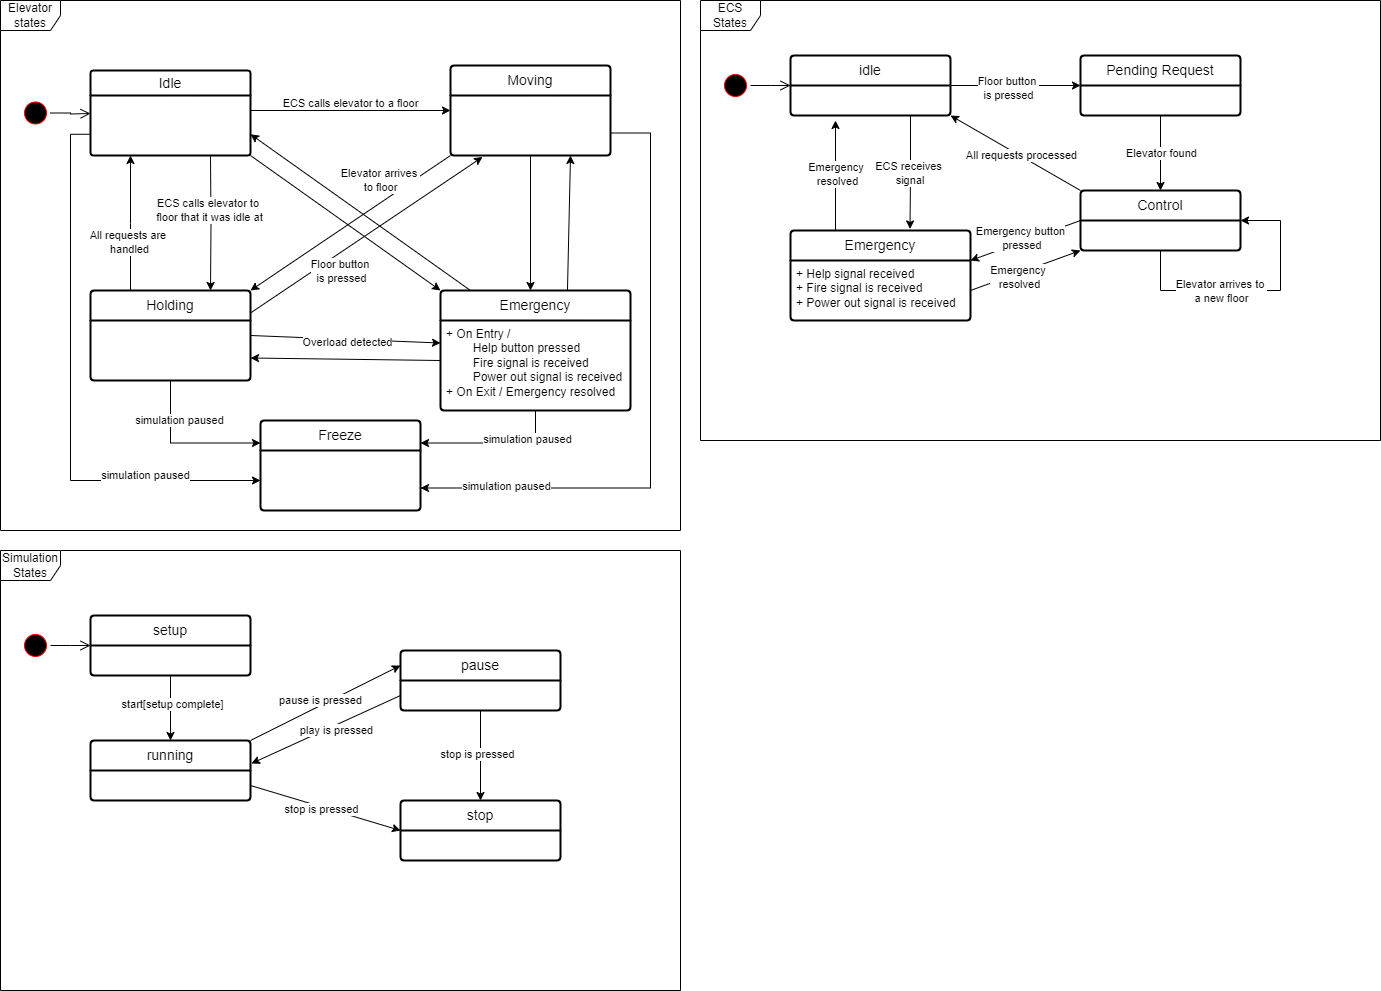 Elevator
states
Idle
Moving
ECS calls elevator to a floor
Elevator arrives
to floor
ECS calls elevator to
floor that it was idle at
All requests are
handled
Floor button
is pressed
Holding
Emergency
+ On Entry /
Help button pressed
Fire signal is received
Power out signal is received
+ On Exit / Emergency resolved
Overload detected
simulation paused
Freeze
simulation paused
simulation paused
simulation paused
ECS
States
idle
Pending Request
Floor button
is pressed
Emergency
resolved
ECS receives
signal
All requests processed
Elevator found
Control
Emergency button
pressed
Emergency
+ Help signal received
+ Fire signal is received
+ Power out signal is received
Emergency
resolved
Elevator arrives to
a new floor
Simulation
States
setup
start[setup complete]
pause
pause is pressed
play is pressed
running
stop is pressed
stop is pressed
stop